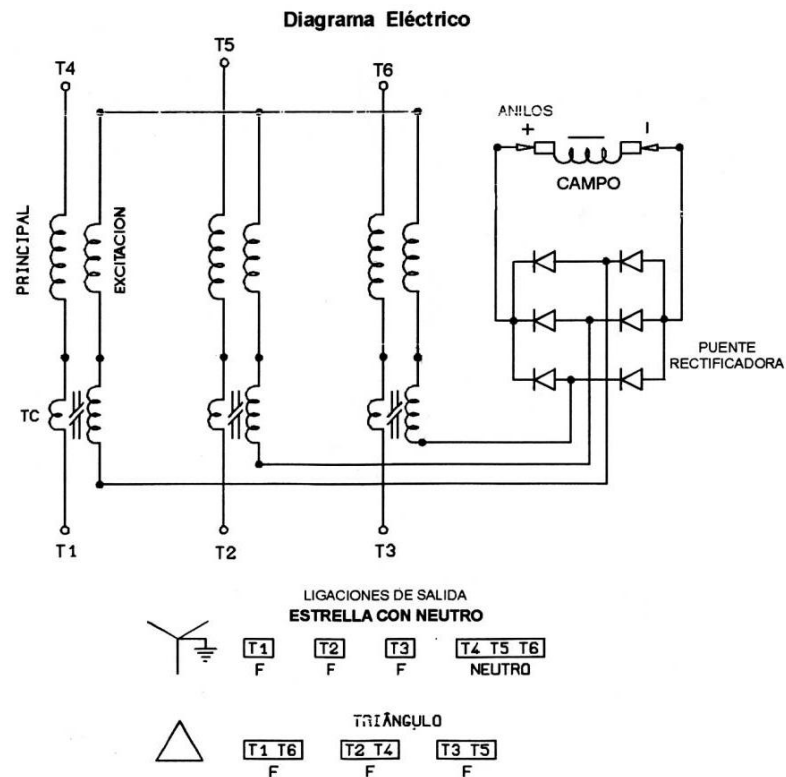 Diagrama Eléctrico
T4
T5
T6
PRINCIPAL
EXCITACION
TC
T1
T2
T3
ANILOS
+
CAMPO
PUENTE
RECTIFICADORA
LIGACIONES DE SALIDA
ESTRELLA CON NEUTRO
T1 T2 T3 T4 T5 T6
F F F NEUTRO
TRIÂNGULO
T1 T6 T2 T4 T3 T5
F F F